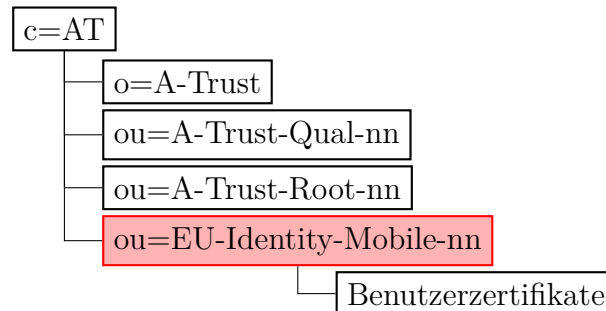 c=AT
o=A-Trust
ou=A-Trust-Qual-nn
ou=A-Trust-Root-nn
ou=EU-Identity-Mobile-nn
Benutzerzertifikate